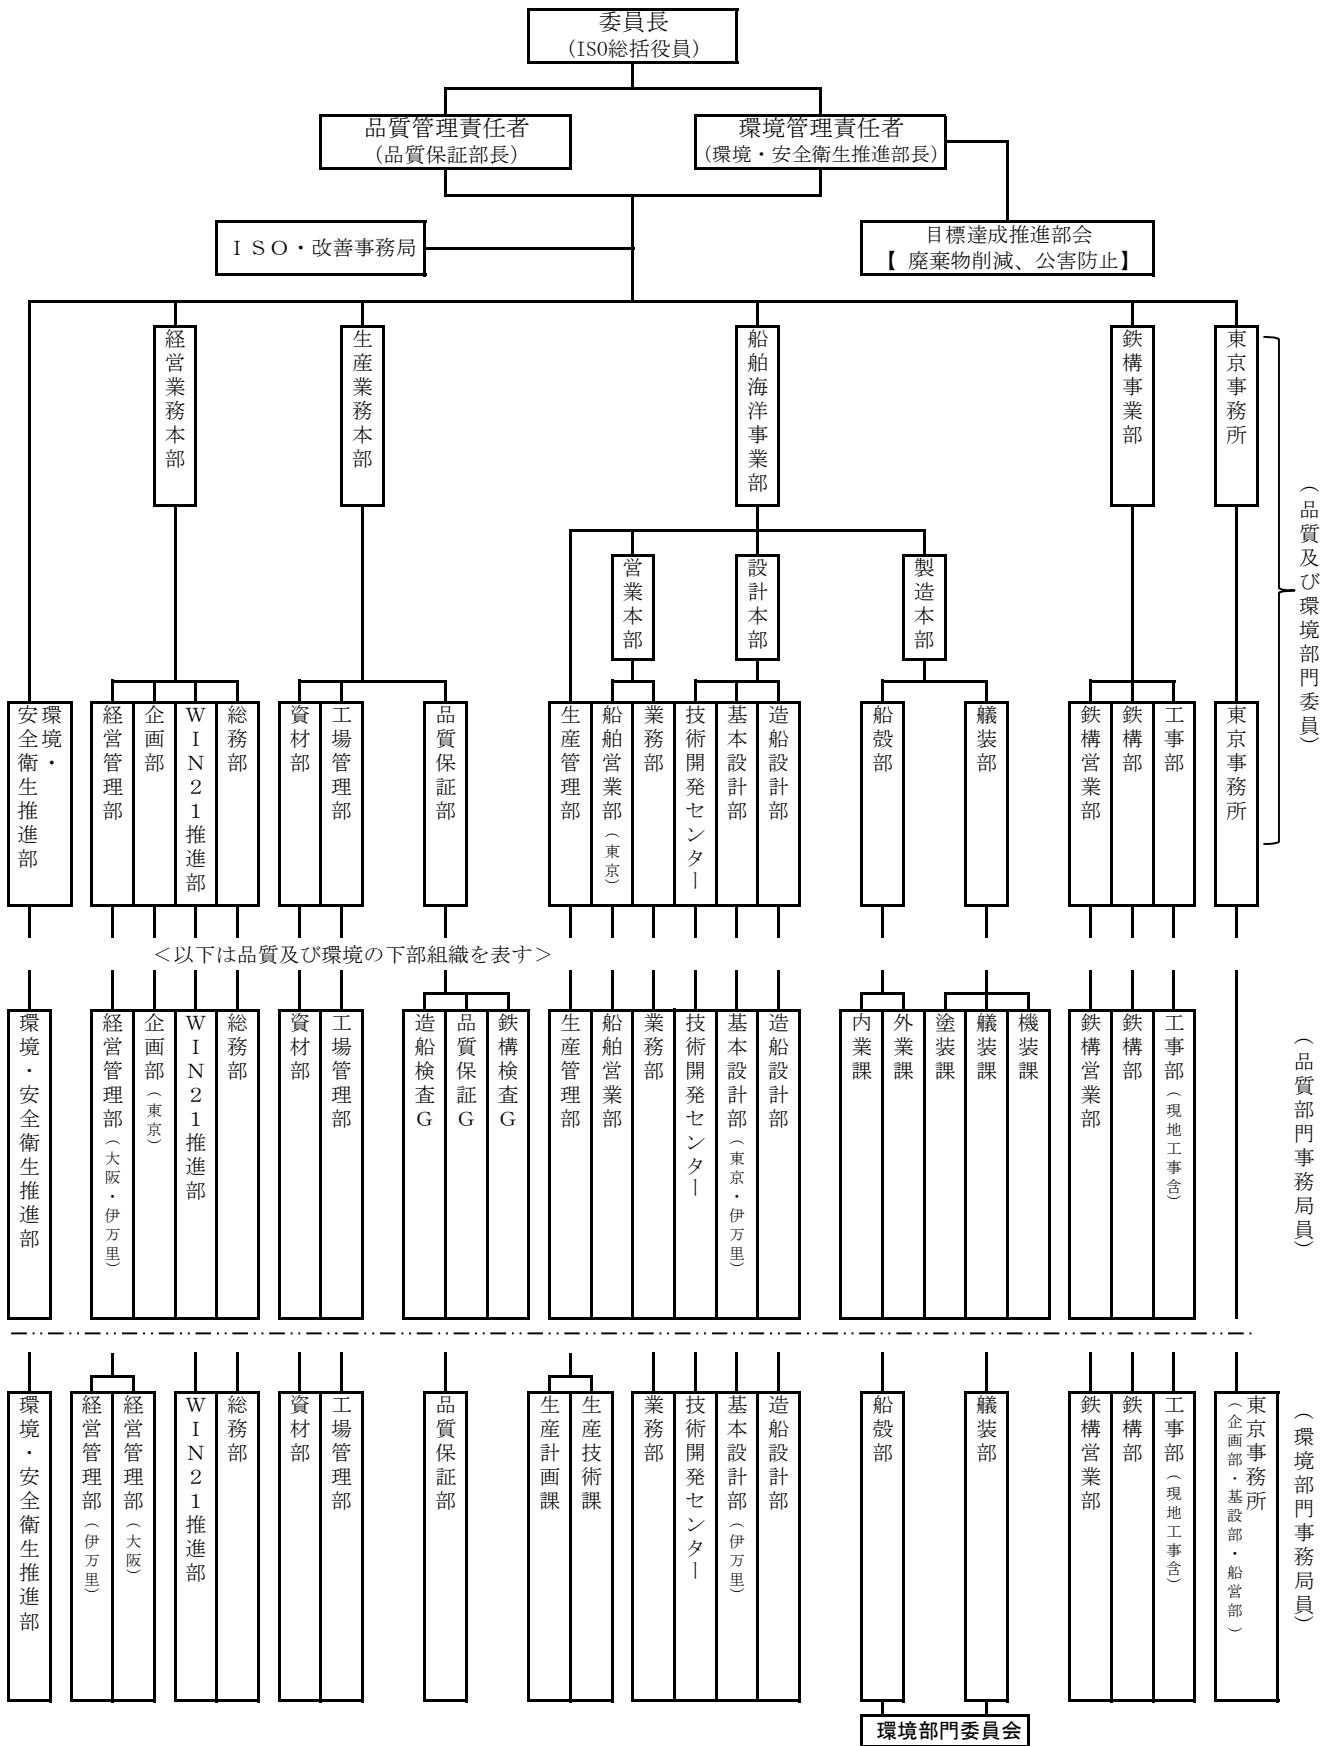 委員長
(ISO総括役員)
品質管理責任者
(品質保証部長)
環境管理責任者
(環境・安全衛生推進部長)
ISO・改善事務局
目標達成推進部会
【 廃棄物削減、公害防止】
経営業務本部
生産業務本部
船舶海洋事業部
鉄構事業部
東京事務所
(品質及び環境部門委員)
営業本部
設計本部
製造本部
環境・
安全衛生推進部
経営管理部
企画部
WIN21推進部
総務部
資材部
工場管理部
品質保証部
生産管理部
船舶営業部(東京)
業務部
技術開発センター
基本設計部
造船設計部
船殻部
艤装部
鉄構営業部
鉄構部
工事部
東京事務所
<以下は品質及び環境の下部組織を表す>
環境・安全衛生推進部
経営管理部(大阪・伊万里)
企画部(東京)
WIN21推進部
総務部
資材部
工場管理部
造船検査G
品質保証G
鉄構検査G
生産管理部
船舶営業部
業務部
技術開発センター
基本設計部(東京・伊万里)
造船設計部
内業課
外業課
塗装課
艤装課
機装課
鉄構営業部
鉄構部
工事部(現地工事含)
(品質部門事務局員)
環境・安全衛生推進部
経営管理部(伊万里)
経営管理部(大阪)
WIN21推進部
総務部
資材部
工場管理部
品質保証部
生産計画課
生産技術課
業務部
技術開発センター
基本設計部(伊万里)
造船設計部
船殻部
艤装部
鉄構営業部
鉄構部
工事部(現地工事含)
東京事務所
(企画部・基設部・船営部)
(環境部門事務局員)
環境部門委員会